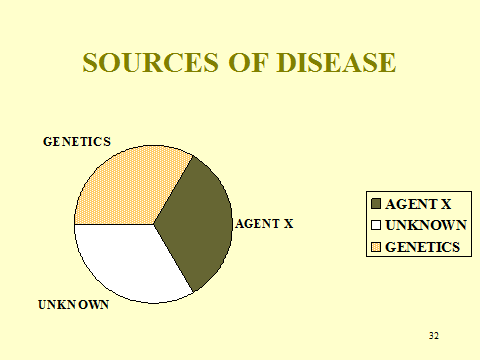 SOURCES OF DISEASE
GENETICS
AGENT X
UNKNOWN
AGENT X
UNKNOWN
GENETICS
32